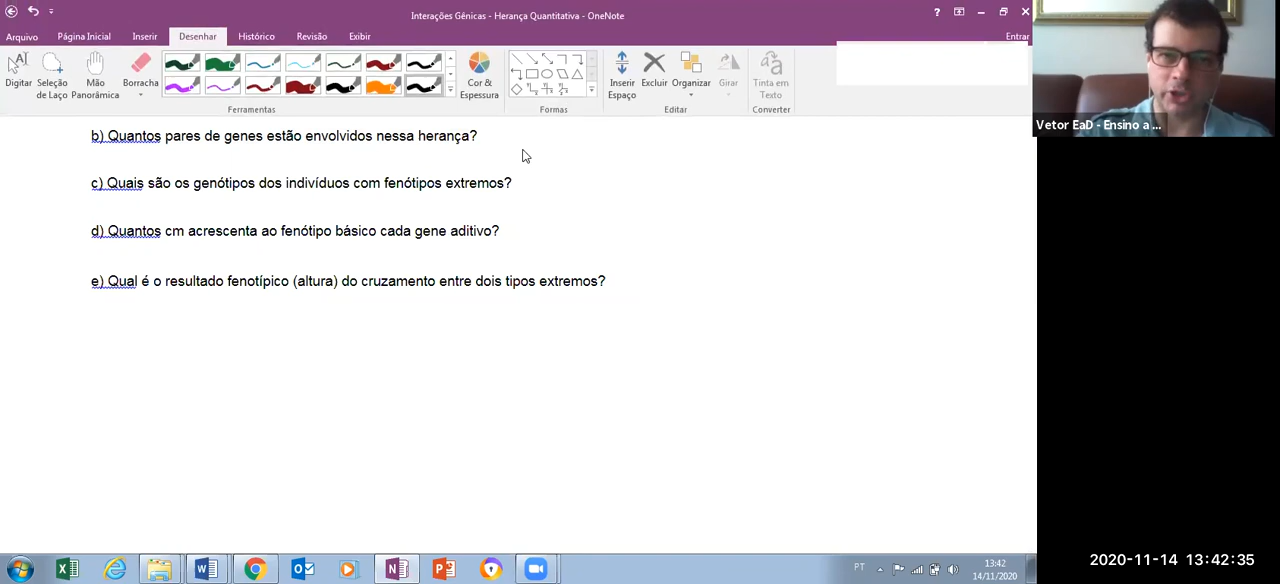 Interações Génicas - Herança Quantitativa - OneNote
Arquivo Página Inicial Inserir Desenhar Histórico Revisão Exibir Entrar
Digitar Seleção de Laço Mão Panorâmica Borracha Cor & Espessura Inserir Espaço Excluir Organizar Girar Tinta em Texto
Ferramentas Formas Editar Converter
Vetor EaD - Ensino a ...
b) Quantos pares de genes estão envolvidos nessa herança?
c) Quais são os genótipos dos indivíduos com fenótipos extremos?
d) Quantos cm acrescenta ao fenótipo básico cada gene aditivo?
e) Qual é o resultado fenotípico (altura) do cruzamento entre dois tipos extremos?
PT
13:42
14/11/2020
2020-11-14 13:42:35